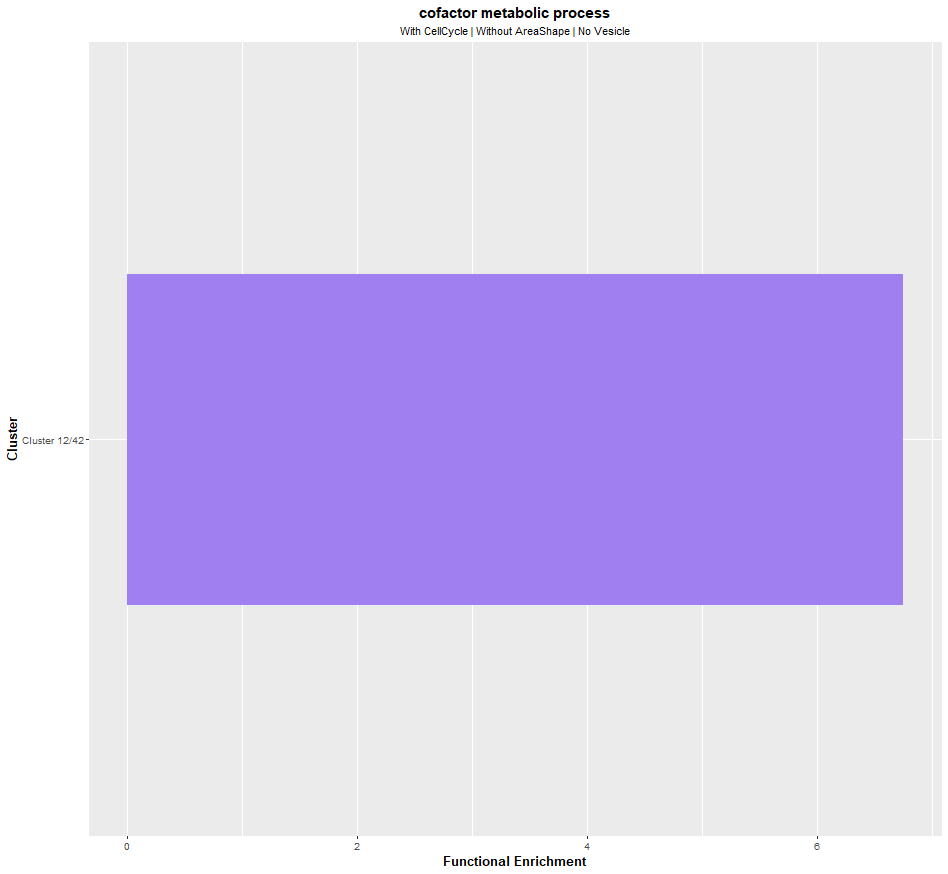 cofactor metabolic process
With CellCycle | Without AreaShape | No Vesicle
Cluster
Cluster 12/42
0 2 4 6
Functional Enrichment